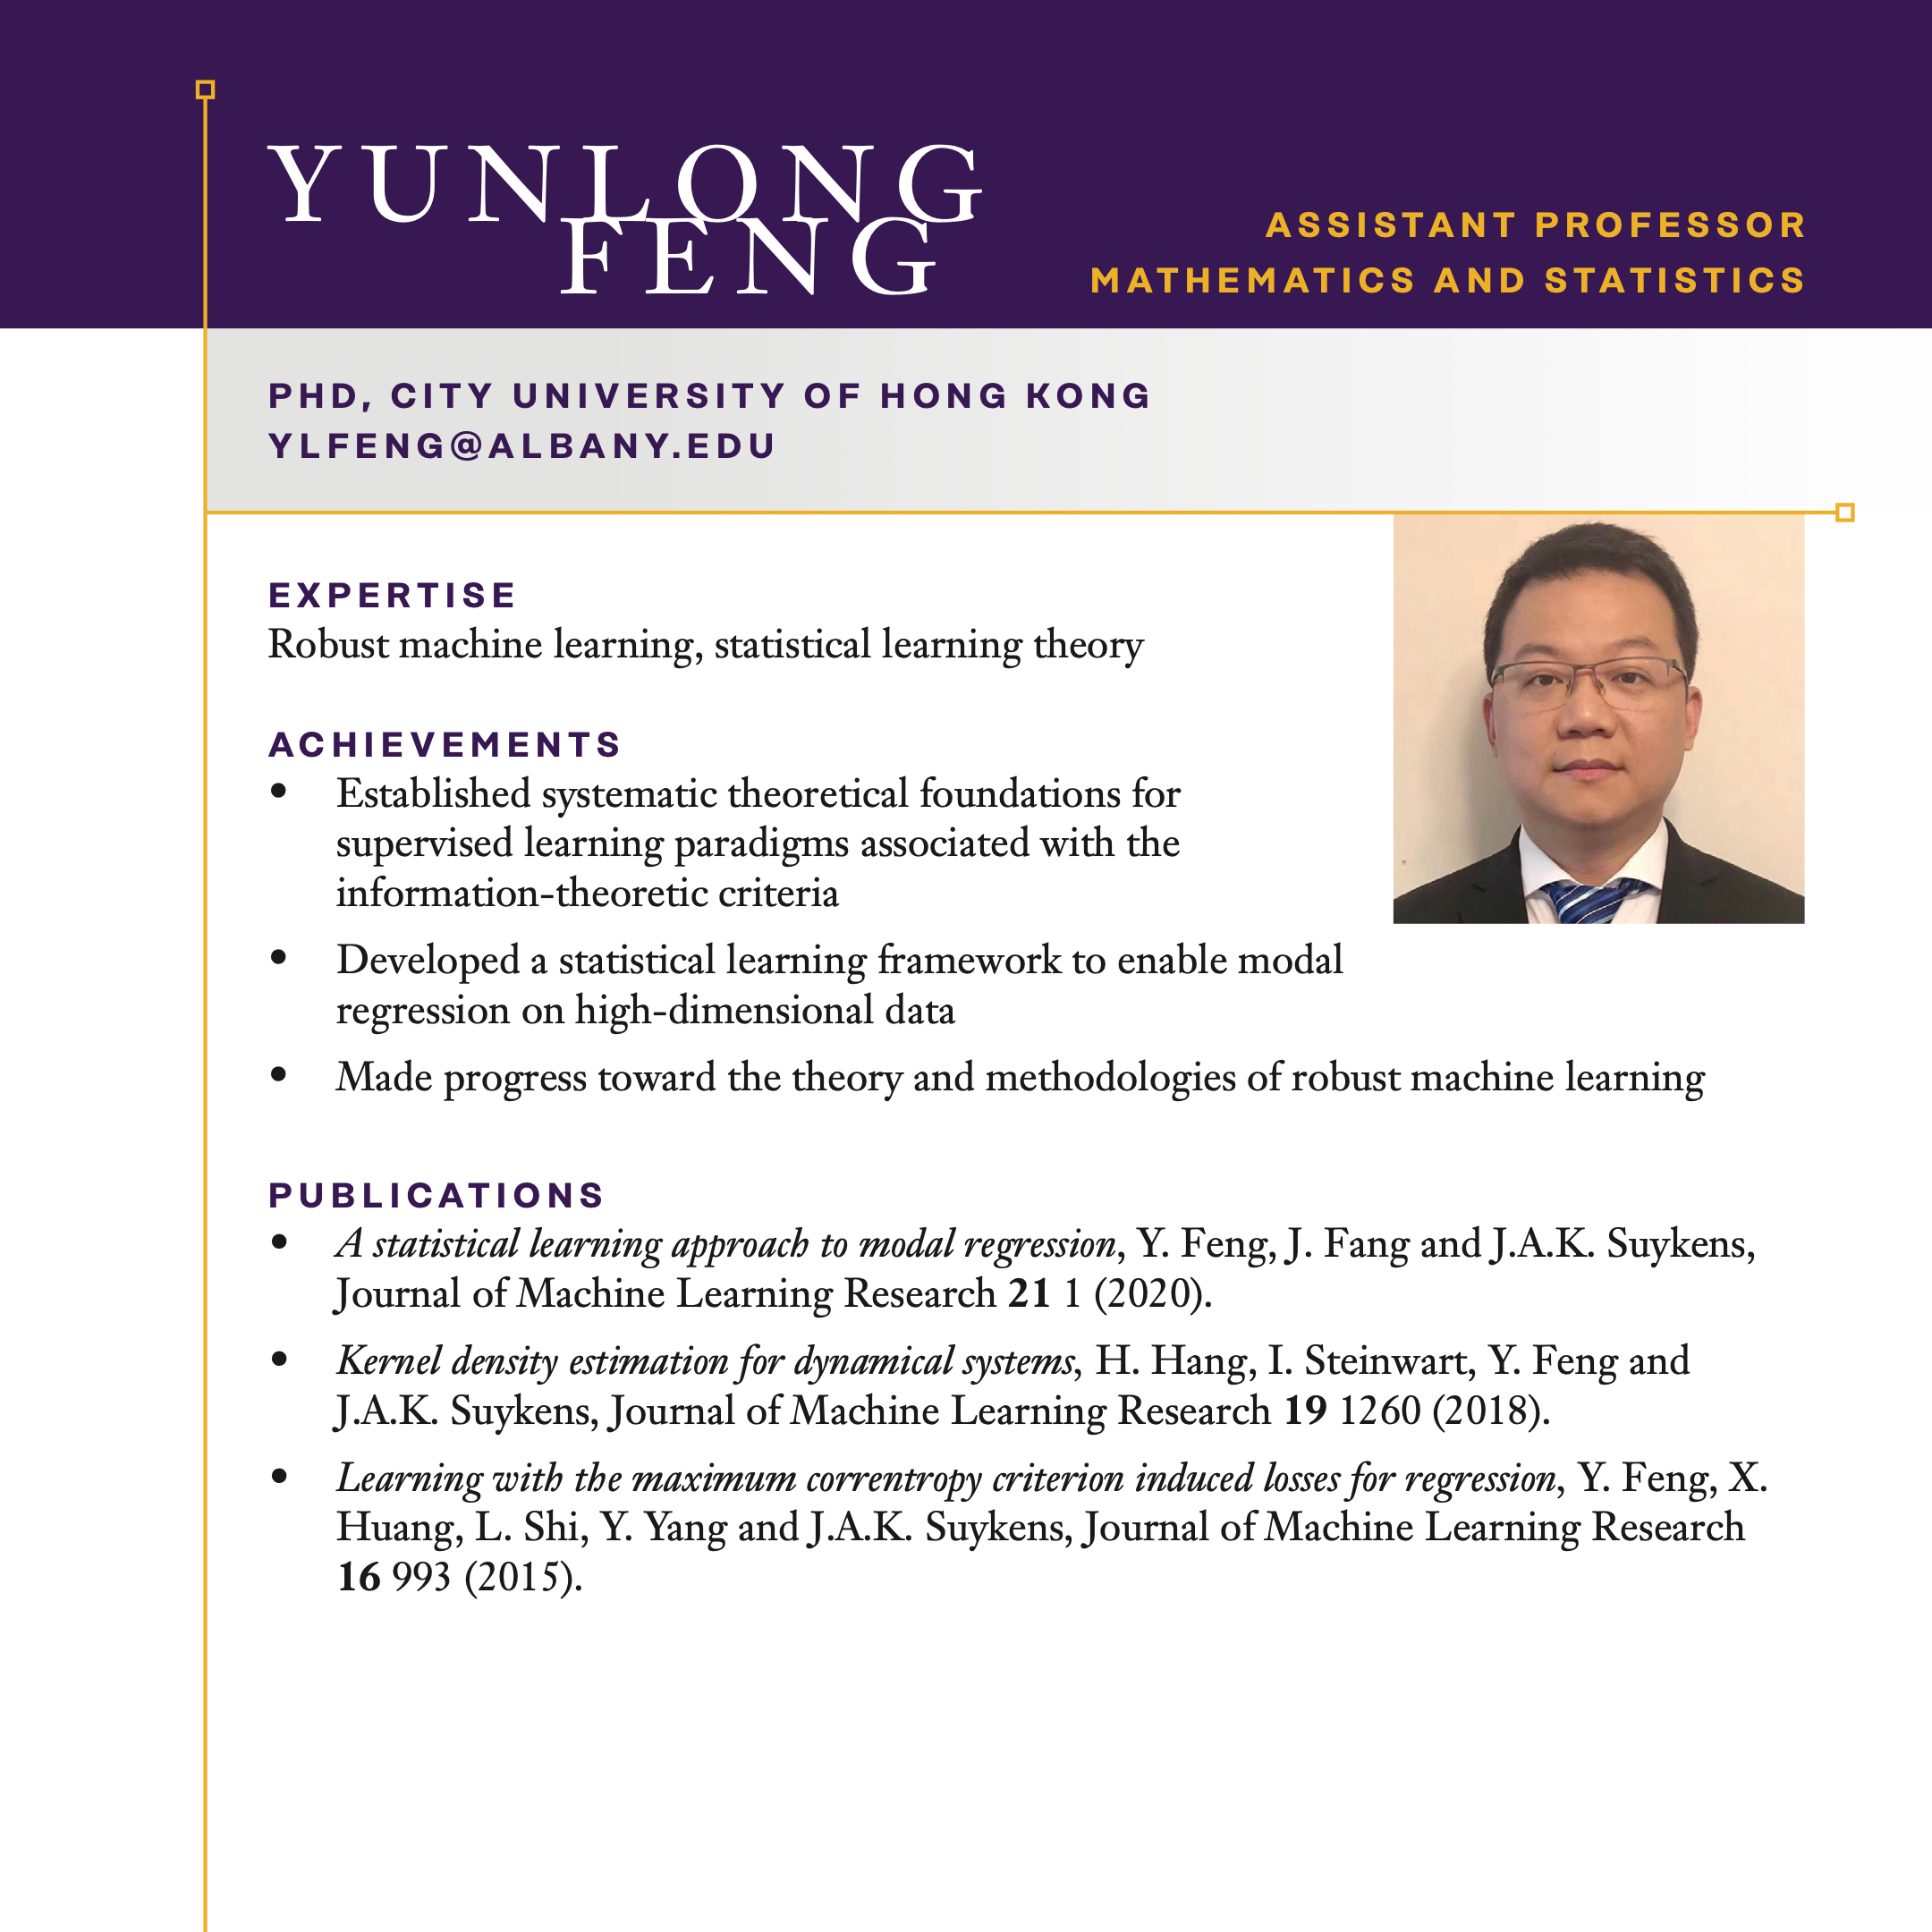 YUNLONG
FENG
ASSISTANT PROFESSOR
MATHEMATICS AND STATISTICS
PHD, CITY UNIVERSITY OF HONG KONG
YLFENG@ALBANY.EDU
EXPERTISE
Robust machine learning, statistical learning theory
ACHIEVEMENTS
• Established systematic theoretical foundations for
supervised learning paradigms associated with the
information-theoretic criteria
• Developed a statistical learning framework to enable modal
regression on high-dimensional data
• Made progress toward the theory and methodologies of robust machine learning
PUBLICATIONS
• A statistical learning approach to modal regression, Y. Feng, J. Fang and J.A.K. Suykens,
Journal of Machine Learning Research 21 1 (2020).
• Kernel density estimation for dynamical systems, H. Hang, I. Steinwart, Y. Feng and
J.A.K. Suykens, Journal of Machine Learning Research 19 1260 (2018).
• Learning with the maximum correntropy criterion induced losses for regression, Y. Feng, X.
Huang, L. Shi, Y. Yang and J.A.K. Suykens, Journal of Machine Learning Research
16 993 (2015).